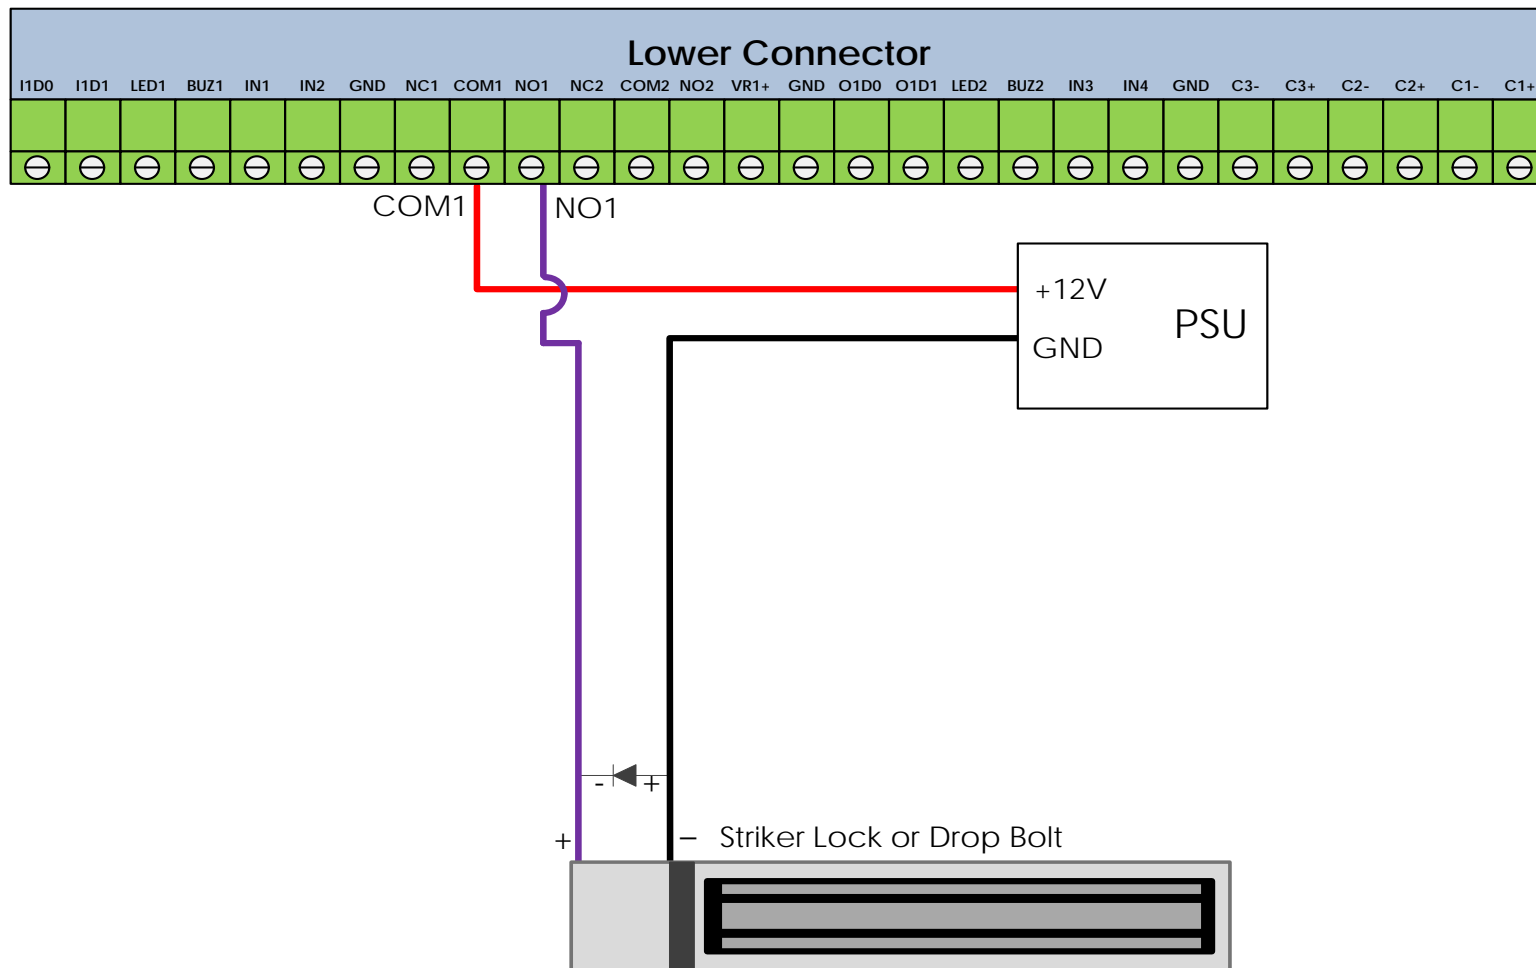 Lower Connector
I1D0 I1D1 LED1 BUZ1 IN1 IN2 GND NC1 COM1 NO1 NC2 COM2 NO2 VR1+ GND O1D0 O1D1 LED2 BUZ2 IN3 IN4 GND C3- C3+ C2- C2+ C1- C1+
COM1 NO1
+12V
PSU
GND
- +
+ − Striker Lock or Drop Bolt